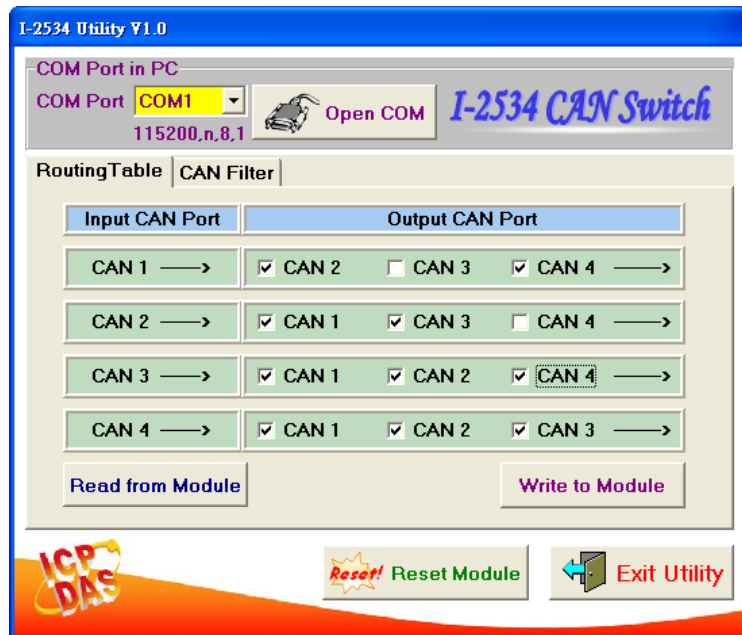 I-2534 Utility V1.0
COM Port in PC
COM Port COM1
115200,n,8,1
Open COM
I-2534 CAN Switch
RoutingTable CAN Filter
Input CAN Port Output CAN Port
CAN 1 ⟶ CAN 2 CAN 3 CAN 4 ⟶
CAN 2 ⟶ CAN 1 CAN 3 CAN 4 ⟶
CAN 3 ⟶ CAN 1 CAN 2 CAN 4 ⟶
CAN 4 ⟶ CAN 1 CAN 2 CAN 3 ⟶
Read from Module Write to Module
ICP
DAS
Reset! Reset Module Exit Utility